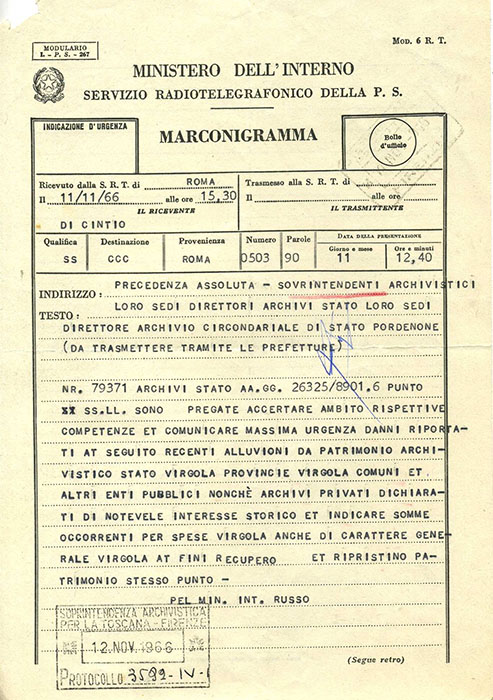 MODULARIO
I. - P. S. - 267
MOD. 6 R. T.
MINISTERO DELL'INTERNO
SERVIZIO RADIOTELEGRAFONICO DELLA P. S.
INDICAZIONE D'URGENZA
MARCONIGRAMMA
Bollo
d'ufficio
Ricevuto dalla S. R. T. di ROMA
Il 11/11/66 alle ore 15,30
IL RICEVENTE
Trasmesso alla S. R. T. di
Il alle ore
IL TRASMITTENTE
DI CINTIO
Qualifica Destinazione Provenienza Numero Parole DATA DELLA PRESENTAZIONE
Giorno e mese Ore e minuti
SS CCC ROMA 0503 90 11 12,40
INDIRIZZO: PRECEDENZA ASSOLUTA - SOVRINTENDENTI ARCHIVISTICI
TESTO: LORO SEDI DIRETTORI ARCHIVI STATO LORO SEDI
DIRETTORE ARCHIVIO CIRCONDARIALE DI STATO PORDENONE
(DA TRASMETTERE TRAMITE LE PREFETTURE)
NR. 79371 ARCHIVI STATO AA.GG. 26325/8901.6 PUNTO
SS.LL. SONO PREGATE ACCERTARE AMBITO RISPETTIVE
COMPETENZE ET COMUNICARE MASSIMA URGENZA DANNI RIPORTA-
TI AT SEGUITO RECENTI ALLUVIONI DA PATRIMONIO ARCHI-
VISTICO STATO VIRGOLA PROVINCIE VIRGOLA COMUNI ET
ALTRI ENTI PUBBLICI NONCHÈ ARCHIVI PRIVATI DICHIARA-
TI DI NOTEVELE INTERESSE STORICO ET INDICARE SOMME
OCCORRENTI PER SPESE VIRGOLA ANCHE DI CARATTERE GENE-
RALE VIRGOLA AT FINI RECUPERO ET RIPRISTINO PA-
TRIMONIO STESSO PUNTO -
PEL MIN. INT. RUSSO
SOPRINTENDENZA ARCHIVISTICA
PER LA TOSCANA - FIRENZE
12 NOV. 1966
PROTOCOLLO 3599-IV-1
(Segue retro)